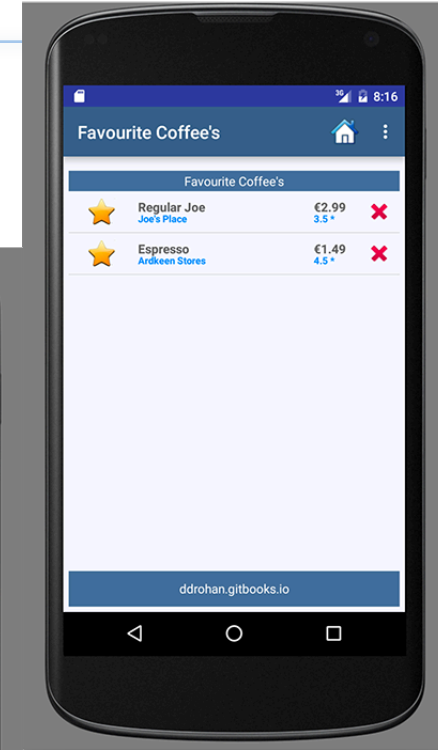 3G 8:16
Favourite Coffee's
Favourite Coffee's
Regular Joe €2.99
Joe's Place 3.5 *
Espresso €1.49
Ardkeen Stores 4.5 *
ddrohan.gitbooks.io